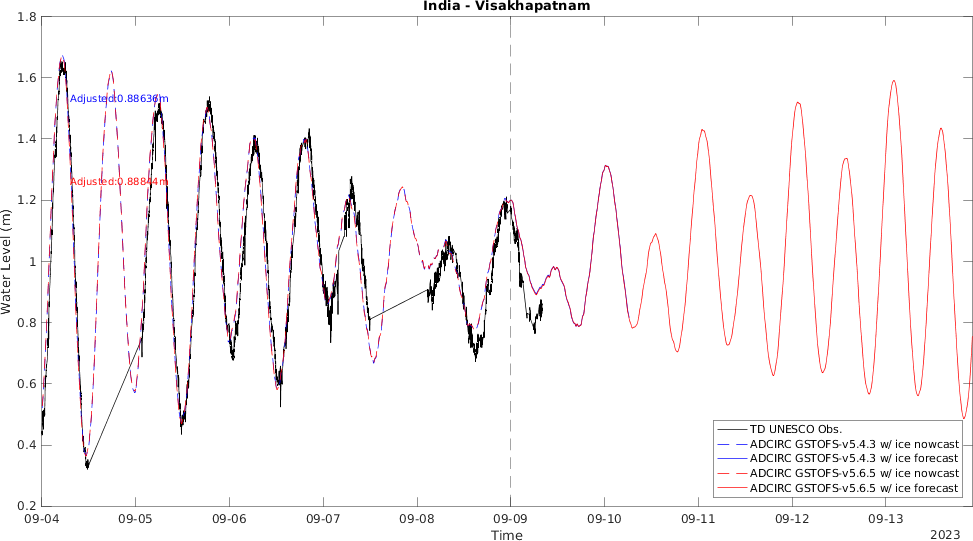 India - Visakhapatnam
1.8
1.6
1.4
1.2
1
0.8
0.6
0.4
0.2
Water Level (m)
Adjusted:0.88636m
Adjusted:0.88844m
TD UNESCO Obs.
ADCIRC GSTOFS-v5.4.3 w/ ice nowcast
ADCIRC GSTOFS-v5.4.3 w/ ice forecast
ADCIRC GSTOFS-v5.6.5 w/ ice nowcast
ADCIRC GSTOFS-v5.6.5 w/ ice forecast
09-04 09-05 09-06 09-07 09-08 09-09 09-10 09-11 09-12 09-13
Time
2023